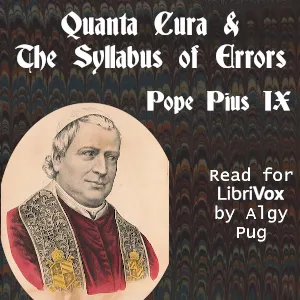 Quanta Cura &
The Syllabus of Errors
Pope Pius IX
Read for
LibriVox
by Algy
Pug